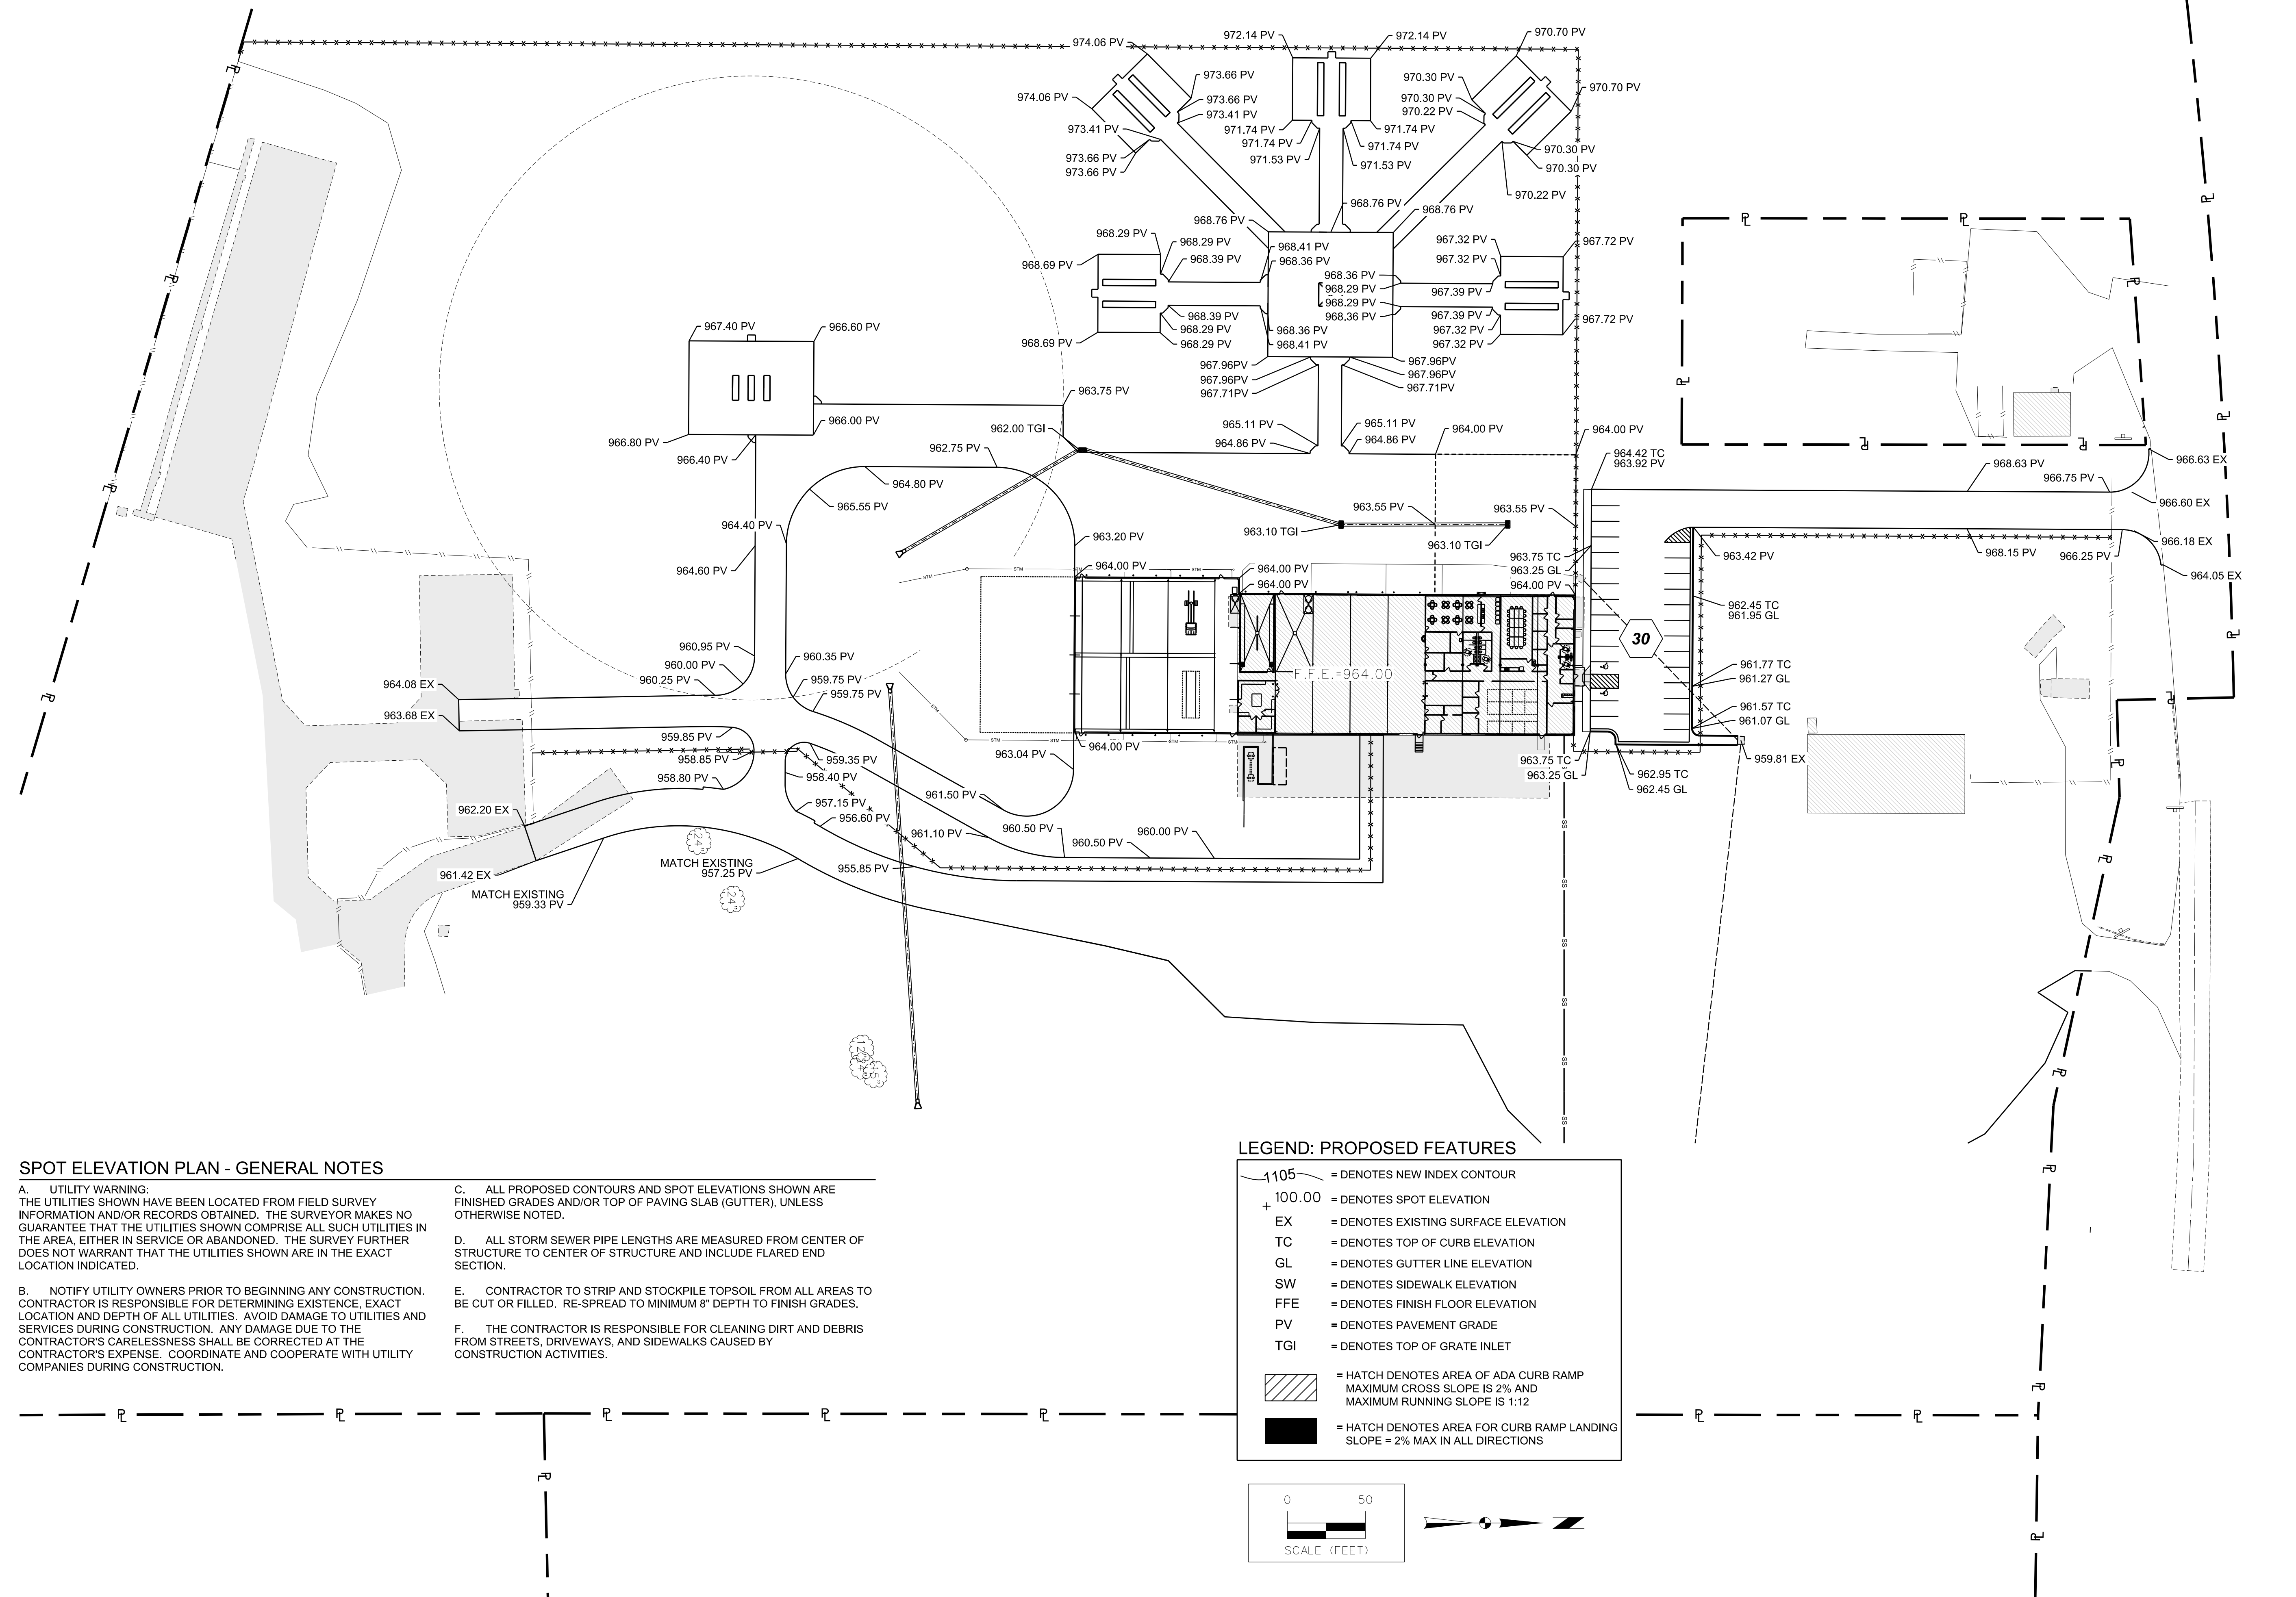 974.06 PV
972.14 PV
972.14 PV
970.70 PV
973.66 PV
970.30 PV
970.70 PV
974.06 PV
973.66 PV
973.41 PV
970.30 PV
970.22 PV
973.41 PV
971.74 PV
971.74 PV
971.74 PV
971.74 PV
973.66 PV
973.66 PV
971.53 PV
971.53 PV
970.30 PV
970.30 PV
970.22 PV
968.76 PV
968.76 PV
968.76 PV
968.29 PV
968.29 PV
968.39 PV
968.69 PV
968.41 PV
968.36 PV
967.32 PV
967.32 PV
967.72 PV
968.36 PV
968.29 PV
968.29 PV
968.36 PV
967.39 PV
967.39 PV
967.32 PV
967.32 PV
967.72 PV
968.39 PV
968.29 PV
968.29 PV
968.69 PV
968.36 PV
968.41 PV
967.40 PV
966.60 PV
967.96PV
967.96PV
967.71PV
967.96PV
967.96PV
967.71PV
963.75 PV
966.80 PV
966.00 PV
966.40 PV
962.00 TGI
962.75 PV
965.11 PV
964.86 PV
965.11 PV
964.86 PV
964.00 PV
964.00 PV
964.42 TC
963.92 PV
968.63 PV
966.75 PV
966.63 EX
966.60 EX
964.80 PV
965.55 PV
964.40 PV
963.20 PV
963.10 TGI
963.55 PV
963.55 PV
963.10 TGI
963.75 TC
963.25 GL
964.00 PV
963.42 PV
968.15 PV
966.25 PV
966.18 EX
964.05 EX
964.60 PV
964.00 PV
964.00 PV
964.00 PV
962.45 TC
961.95 GL
30
F.F.E.=964.00
960.95 PV
960.00 PV
960.25 PV
960.35 PV
959.75 PV
959.75 PV
964.08 EX
963.68 EX
961.77 TC
961.27 GL
961.57 TC
961.07 GL
959.85 PV
958.85 PV
958.80 PV
959.35 PV
958.40 PV
957.15 PV
956.60 PV
964.00 PV
963.04 PV
961.50 PV
963.75 TC
963.25 GL
962.95 TC
962.45 GL
959.81 EX
962.20 EX
961.42 EX
MATCH EXISTING
959.33 PV
MATCH EXISTING
957.25 PV
961.10 PV
955.85 PV
960.50 PV
960.50 PV
960.00 PV
24"
24"
STM
STM
STM
STM
STM
STM
STM
STM
STM
SS
SS
SS
SS
SS
SPOT ELEVATION PLAN - GENERAL NOTES
A. UTILITY WARNING:
THE UTILITIES SHOWN HAVE BEEN LOCATED FROM FIELD SURVEY
INFORMATION AND/OR RECORDS OBTAINED. THE SURVEYOR MAKES NO
GUARANTEE THAT THE UTILITIES SHOWN COMPRISE ALL SUCH UTILITIES IN
THE AREA, EITHER IN SERVICE OR ABANDONED. THE SURVEY FURTHER
DOES NOT WARRANT THAT THE UTILITIES SHOWN ARE IN THE EXACT
LOCATION INDICATED.
B. NOTIFY UTILITY OWNERS PRIOR TO BEGINNING ANY CONSTRUCTION.
CONTRACTOR IS RESPONSIBLE FOR DETERMINING EXISTENCE, EXACT
LOCATION AND DEPTH OF ALL UTILITIES. AVOID DAMAGE TO UTILITIES AND
SERVICES DURING CONSTRUCTION. ANY DAMAGE DUE TO THE
CONTRACTOR'S CARELESSNESS SHALL BE CORRECTED AT THE
CONTRACTOR'S EXPENSE. COORDINATE AND COOPERATE WITH UTILITY
COMPANIES DURING CONSTRUCTION.
C. ALL PROPOSED CONTOURS AND SPOT ELEVATIONS SHOWN ARE
FINISHED GRADES AND/OR TOP OF PAVING SLAB (GUTTER), UNLESS
OTHERWISE NOTED.
D. ALL STORM SEWER PIPE LENGTHS ARE MEASURED FROM CENTER OF
STRUCTURE TO CENTER OF STRUCTURE AND INCLUDE FLARED END
SECTION.
E. CONTRACTOR TO STRIP AND STOCKPILE TOPSOIL FROM ALL AREAS TO
BE CUT OR FILLED. RE-SPREAD TO MINIMUM 8" DEPTH TO FINISH GRADES.
F. THE CONTRACTOR IS RESPONSIBLE FOR CLEANING DIRT AND DEBRIS
FROM STREETS, DRIVEWAYS, AND SIDEWALKS CAUSED BY
CONSTRUCTION ACTIVITIES.
LEGEND: PROPOSED FEATURES
1105 = DENOTES NEW INDEX CONTOUR
+ 100.00 = DENOTES SPOT ELEVATION
EX = DENOTES EXISTING SURFACE ELEVATION
TC = DENOTES TOP OF CURB ELEVATION
GL = DENOTES GUTTER LINE ELEVATION
SW = DENOTES SIDEWALK ELEVATION
FFE = DENOTES FINISH FLOOR ELEVATION
PV = DENOTES PAVEMENT GRADE
TGI = DENOTES TOP OF GRATE INLET
= HATCH DENOTES AREA OF ADA CURB RAMP
MAXIMUM CROSS SLOPE IS 2% AND
MAXIMUM RUNNING SLOPE IS 1:12
= HATCH DENOTES AREA FOR CURB RAMP LANDING
SLOPE = 2% MAX IN ALL DIRECTIONS
0 50
SCALE (FEET)